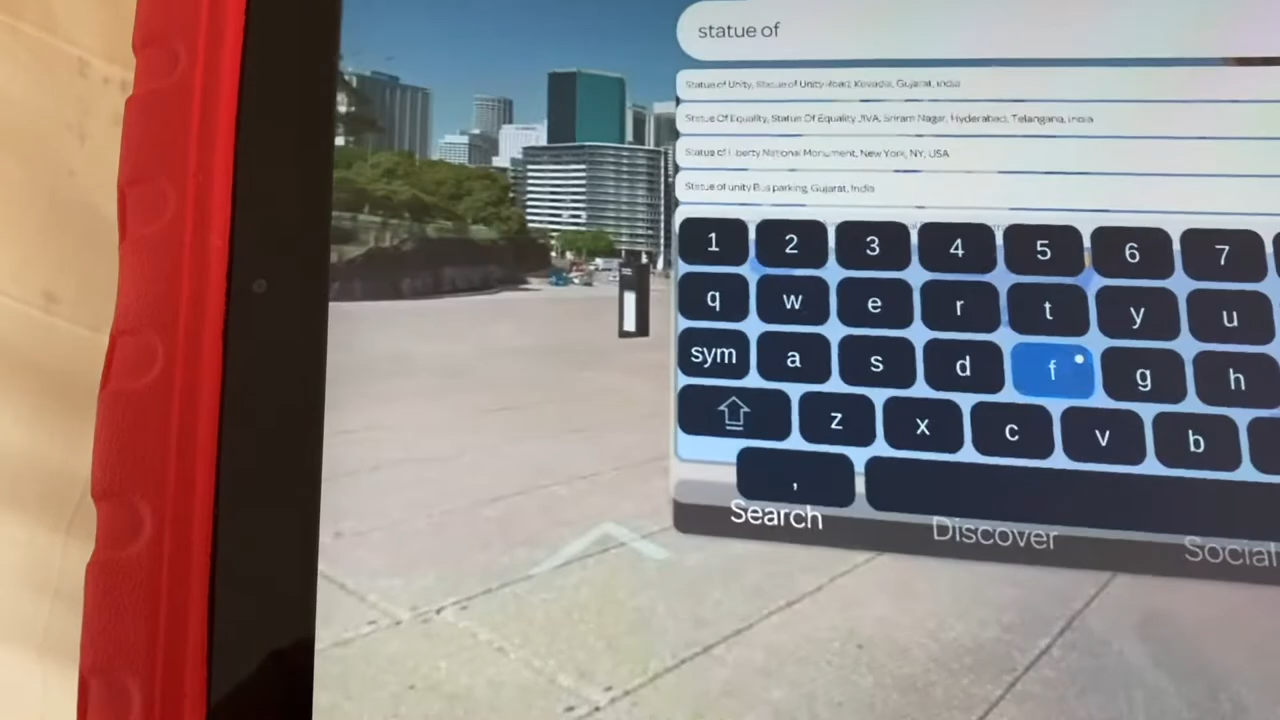 statue of
Statue of Unity, Statue of Unity Road, Kevadia, Gujarat, India
Statue Of Equality, Statue Of Equality JIVA, Sriram Nagar, Hyderabad, Telangana, India
Statue of Liberty National Monument, New York, NY, USA
Statue of unity Bus parking, Gujarat, India
1 2 3 4 5 6 7
q w e r t y u
sym a s d f g h
z x c v b
,
Search Discover Social